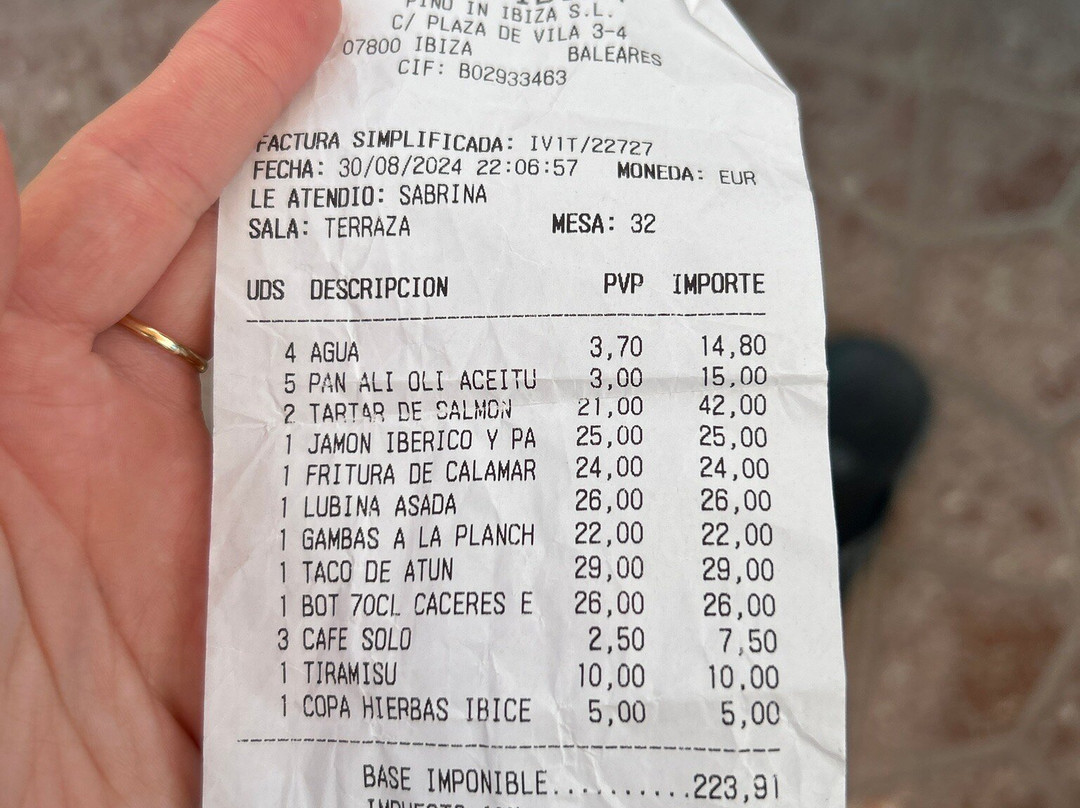 PINO IN IBIZA S.L.
C/ PLAZA DE VILA 3-4
07800 IBIZA BALEARES
CIF: B02933463
FACTURA SIMPLIFICADA: IV1T/22727
FECHA: 30/08/2024 22:06:57 MONEDA: EUR
LE ATENDIO: SABRINA
SALA: TERRAZA MESA: 32
UDS DESCRIPCION PVP IMPORTE
4 AGUA 3,70 14,80
5 PAN ALI OLI ACEITU 3,00 15,00
2 TARTAR DE SALMON 21,00 42,00
1 JAMON IBERICO Y PA 25,00 25,00
1 FRITURA DE CALAMAR 24,00 24,00
1 LUBINA ASADA 26,00 26,00
1 GAMBAS A LA PLANCH 22,00 22,00
1 TACO DE ATUN 29,00 29,00
1 BOT 70CL CACERES E 26,00 26,00
3 CAFE SOLO 2,50 7,50
1 TIRAMISU 10,00 10,00
1 COPA HIERBAS IBICE 5,00 5,00
BASE IMPONIBLE..........223,91